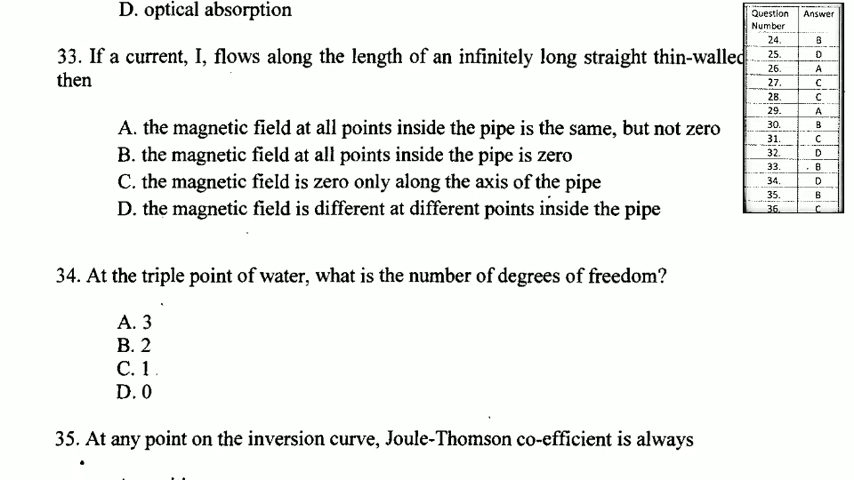 D. optical absorption
33. If a current, I, flows along the length of an infinitely long straight thin-walled
then
A. the magnetic field at all points inside the pipe is the same, but not zero
B. the magnetic field at all points inside the pipe is zero
C. the magnetic field is zero only along the axis of the pipe
D. the magnetic field is different at different points inside the pipe
34. At the triple point of water, what is the number of degrees of freedom?
A. 3
B. 2
C. 1
D. 0
35. At any point on the inversion curve, Joule-Thomson co-efficient is always
Question Number Answer
24. B
25. D
26. A
27. C
28. C
29. A
30. B
31. C
32. D
33. B
34. D
35. B
36. C